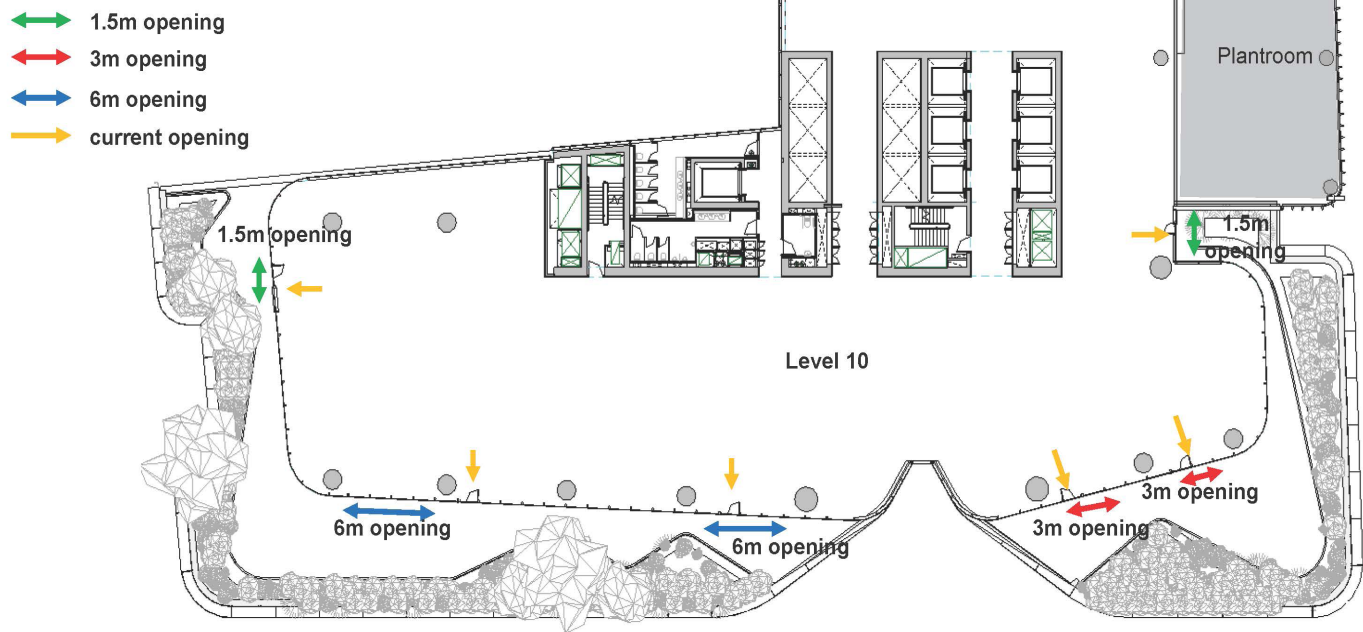 1.5m opening
3m opening
6m opening
current opening
Plantroom
1.5m opening
1.5m
opening
Level 10
6m opening
6m opening
3m opening
3m opening